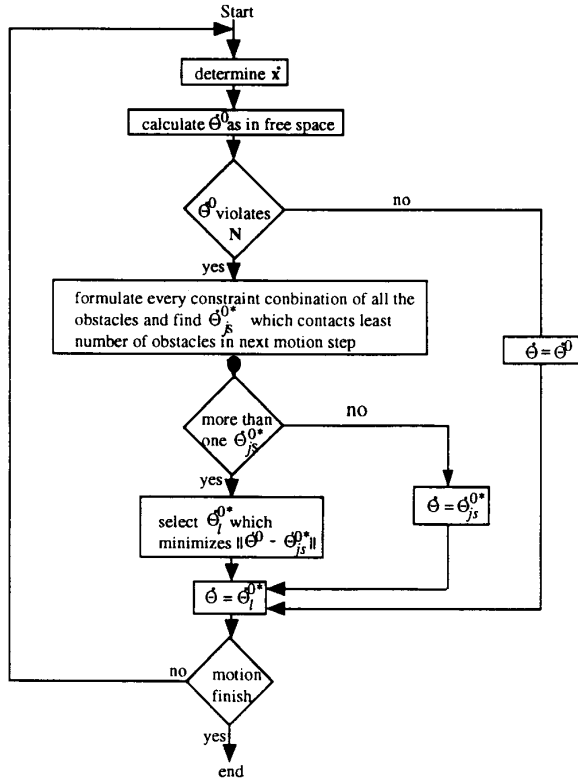 Start
determine ẋ
calculate Θ̇⁰ as in free space
Θ̇⁰ violates
N
no
yes
formulate every constraint combination of all the
obstacles and find Θ̇⁰*js which contacts least
number of obstacles in next motion step
Θ̇ = Θ̇⁰
more than
one Θ̇⁰*js
no
yes
Θ̇ = Θ̇⁰*js
select Θ̇⁰*l which
minimizes ||Θ̇⁰ - Θ̇⁰*js||
Θ̇ = Θ̇⁰*l
no
motion
finish
yes
end